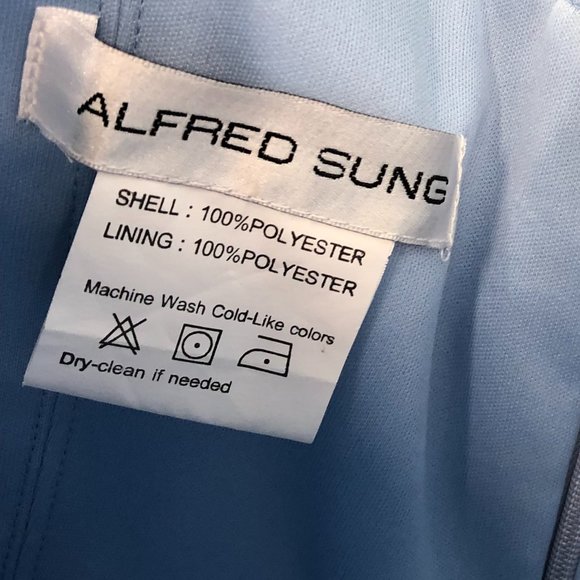 ALFRED SUNG
SHELL : 100%POLYESTER
LINING : 100%POLYESTER
Machine Wash Cold-Like colors
Dry-clean if needed